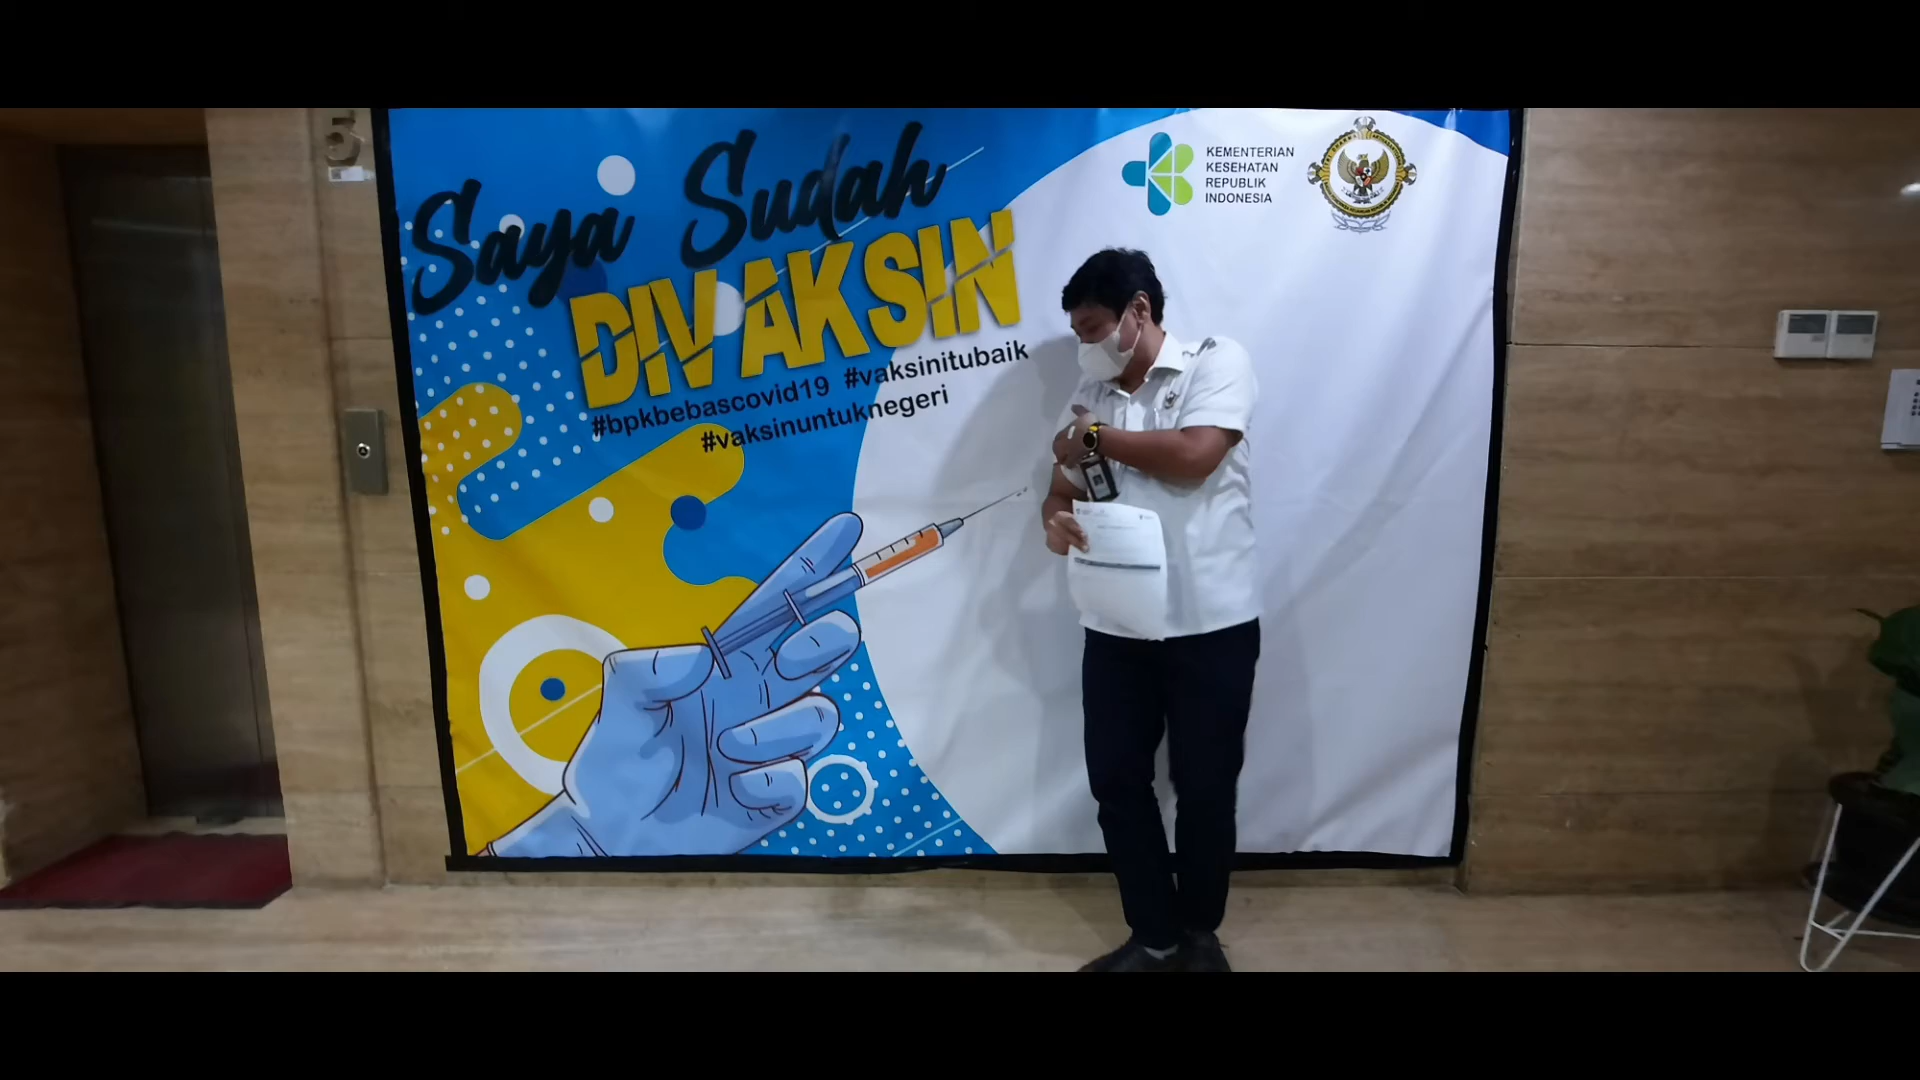 5
Saya Sudah
DIVAKSIN
#bpkbebascovid19 #vaksinitubaik
#vaksinuntuknegeri
KEMENTERIAN
KESEHATAN
REPUBLIK
INDONESIA